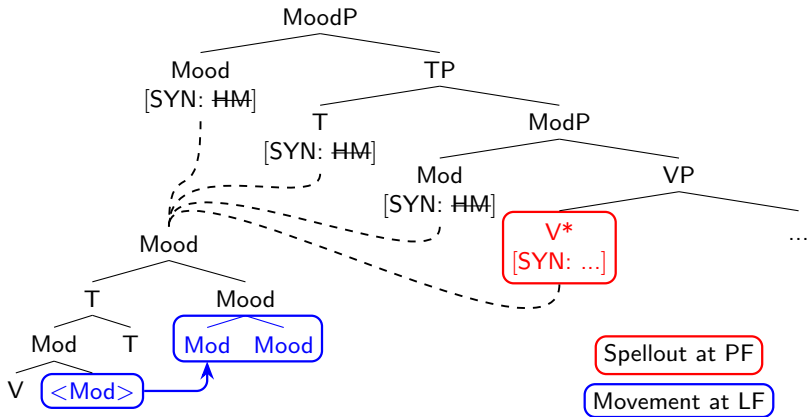 MoodP
Mood TP
[SYN: HM]
T ModP
[SYN: HM]
Mod VP
[SYN: HM]
V* ...
[SYN: ...]
Mood
T Mood
Mod T Mod Mood
V <Mod>
Spellout at PF
Movement at LF